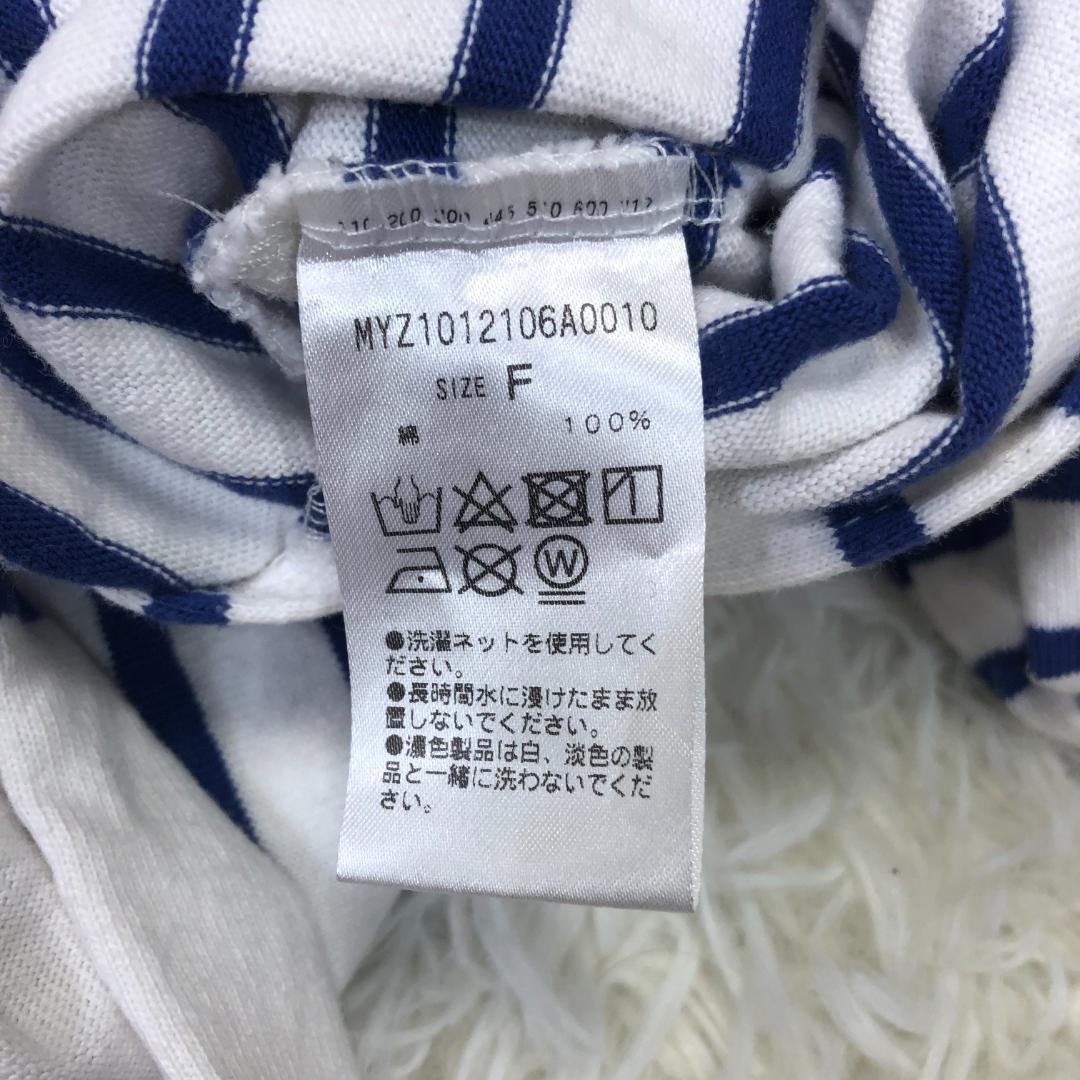 MYZ1012106A0010
SIZE F
綿 100%
W
●洗濯ネットを使用してく
ださい。
●長時間水に浸けたまま放
置しないでください。
●濃色製品は白、淡色の製
品と一緒に洗わないでくだ
さい。